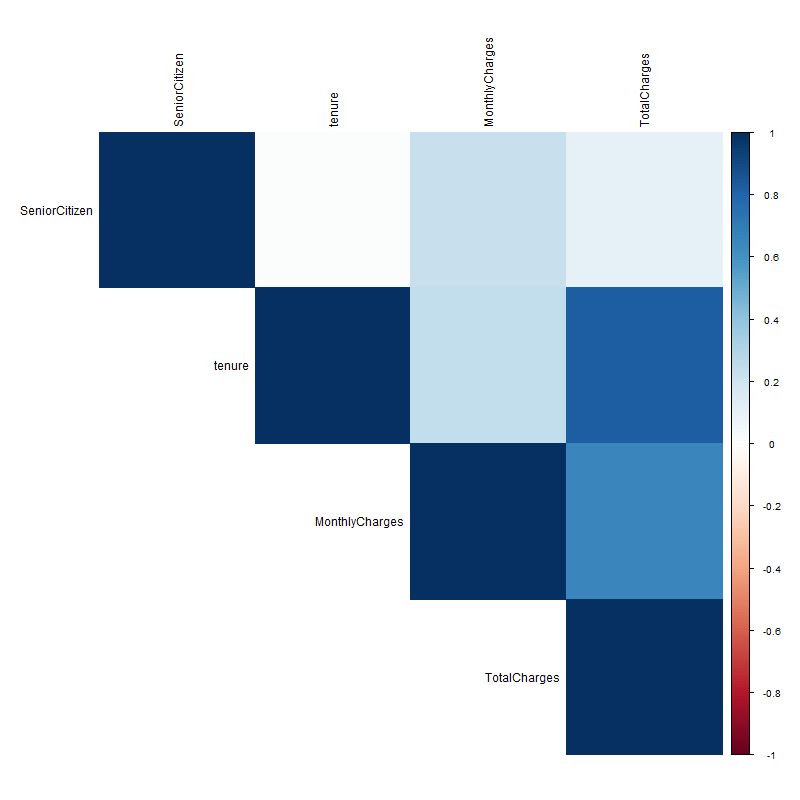 SeniorCitizen
tenure
MonthlyCharges
TotalCharges
SeniorCitizen
tenure
MonthlyCharges
TotalCharges
1
0.8
0.6
0.4
0.2
0
-0.2
-0.4
-0.6
-0.8
-1